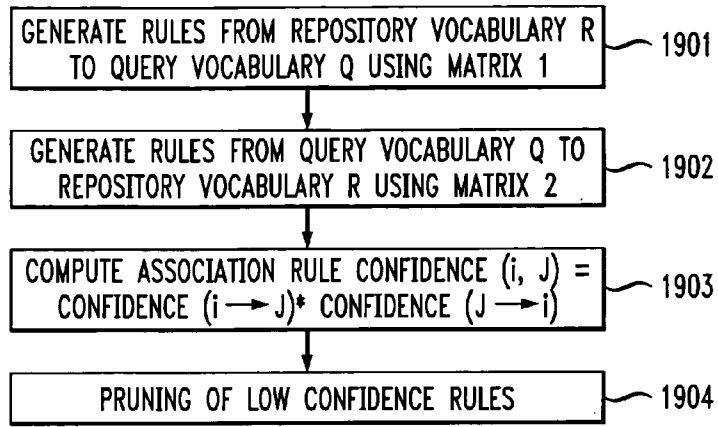 GENERATE RULES FROM REPOSITORY VOCABULARY R
TO QUERY VOCABULARY Q USING MATRIX 1
1901
GENERATE RULES FROM QUERY VOCABULARY Q TO
REPOSITORY VOCABULARY R USING MATRIX 2
1902
COMPUTE ASSOCIATION RULE CONFIDENCE (i, J) =
CONFIDENCE (i → J)* CONFIDENCE (J → i)
1903
PRUNING OF LOW CONFIDENCE RULES
1904